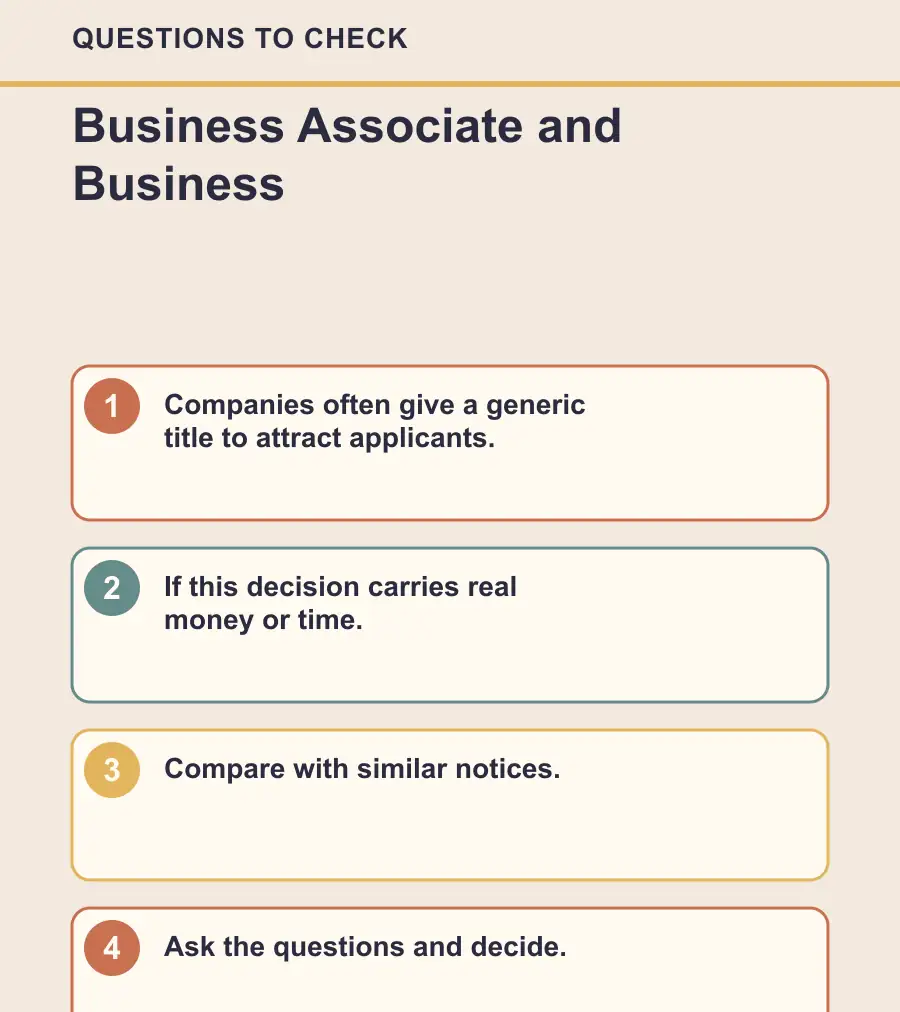 QUESTIONS TO CHECK
Business Associate and
Business
1
Companies often give a generic
title to attract applicants.
2
If this decision carries real
money or time.
3
Compare with similar notices.
4
Ask the questions and decide.